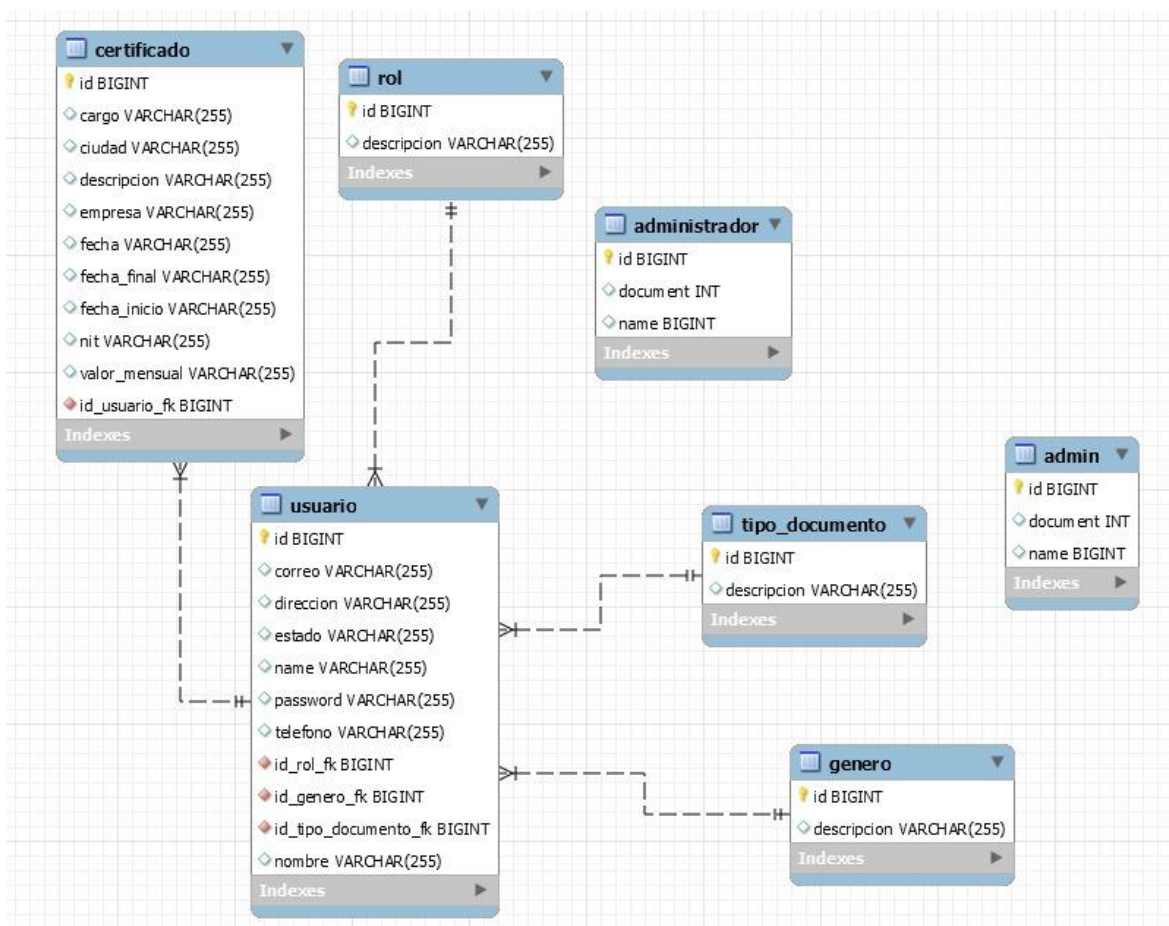 certificado
id BIGINT
cargo VARCHAR(255)
ciudad VARCHAR(255)
descripcion VARCHAR(255)
empresa VARCHAR(255)
fecha VARCHAR(255)
fecha_final VARCHAR(255)
fecha_inicio VARCHAR(255)
nit VARCHAR(255)
valor_mensual VARCHAR(255)
id_usuario_fk BIGINT
Indexes
rol
id BIGINT
descripcion VARCHAR(255)
Indexes
administrador
id BIGINT
document INT
name BIGINT
Indexes
admin
id BIGINT
document INT
name BIGINT
Indexes
usuario
id BIGINT
correo VARCHAR(255)
direccion VARCHAR(255)
estado VARCHAR(255)
name VARCHAR(255)
password VARCHAR(255)
telefono VARCHAR(255)
id_rol_fk BIGINT
id_genero_fk BIGINT
id_tipo_documento_fk BIGINT
nombre VARCHAR(255)
Indexes
tipo_documento
id BIGINT
descripcion VARCHAR(255)
Indexes
genero
id BIGINT
descripcion VARCHAR(255)
Indexes